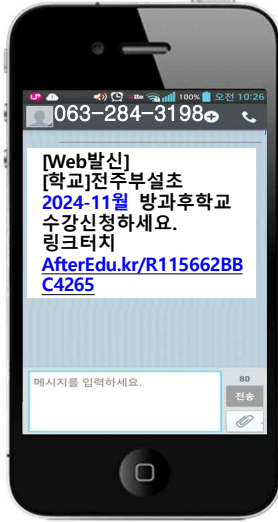 100% 오전 10:26
063-284-3198
[Web발신]
[학교]전주부설초
2024-11월 방과후학교
수강신청하세요.
링크터치
AfterEdu.kr/R115662BB
C4265
메시지를 입력하세요.
80
전송